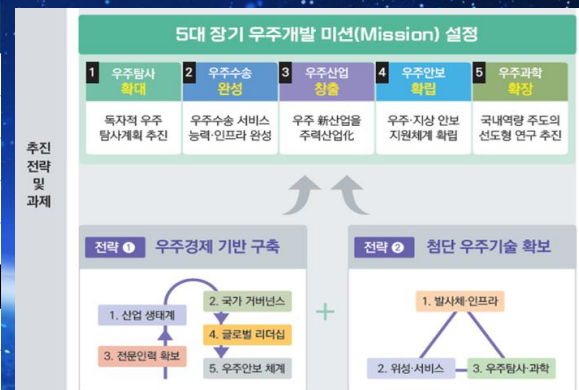 5대 장기 우주개발 미션(Mission) 설정
1 우주탐사
확대
독자적 우주
탐사계획 추진
2 우주수송
완성
우주수송 서비스
능력·인프라 완성
3 우주산업
창출
우주 新산업을
주력산업化
4 우주안보
확립
우주·지상 안보
지원체계 확립
5 우주과학
확장
국내역량 주도의
선도형 연구 추진
추진
전략
및
과제
전략 ❶ 우주경제 기반 구축
1. 산업 생태계
2. 국가 거버넌스
3. 전문인력 확보
4. 글로벌 리더십
5. 우주안보 체계
+
전략 ❷ 첨단 우주기술 확보
1. 발사체·인프라
2. 위성·서비스
3. 우주탐사·과학